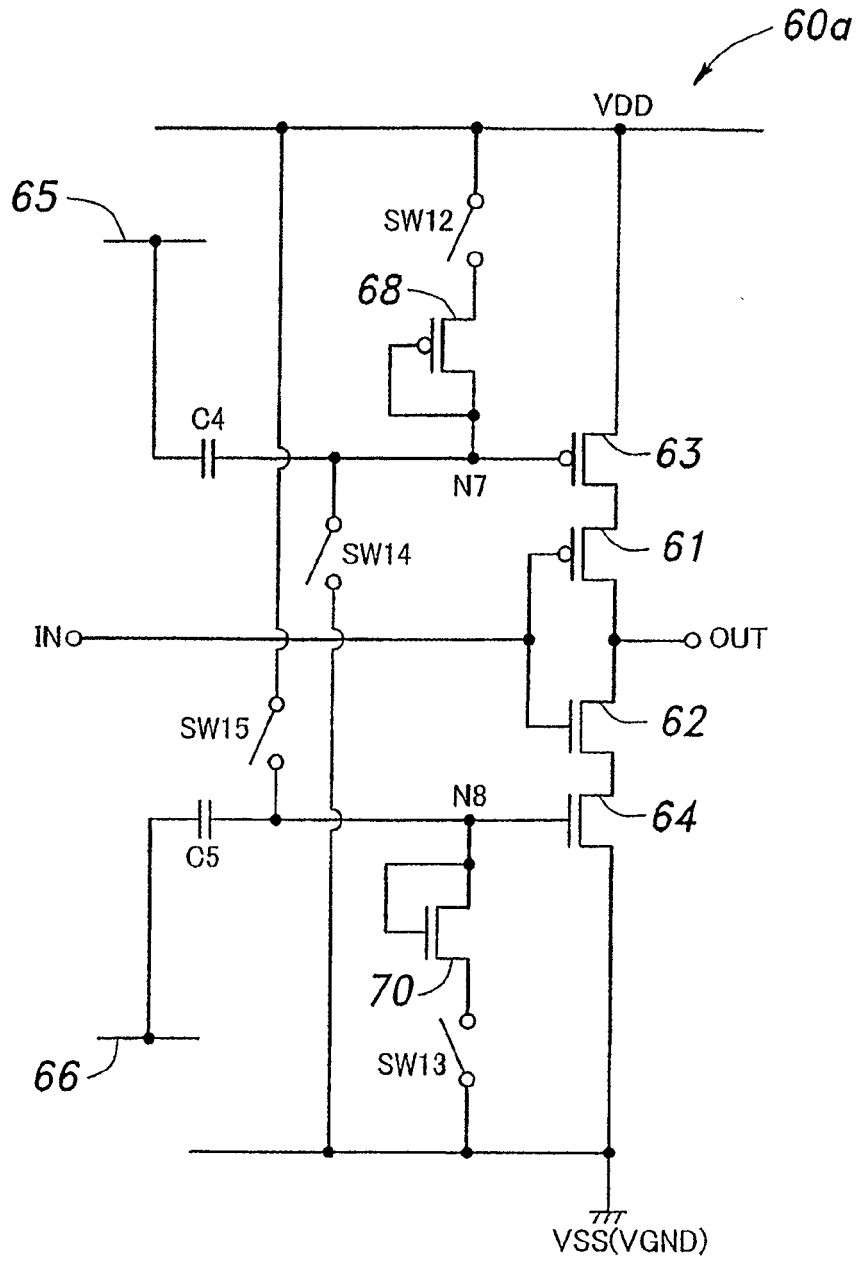 60a
VDD
65
SW12
68
C4
63
N7
61
SW14
IN
OUT
62
SW15
N8
64
C5
70
SW13
66
VSS(VGND)